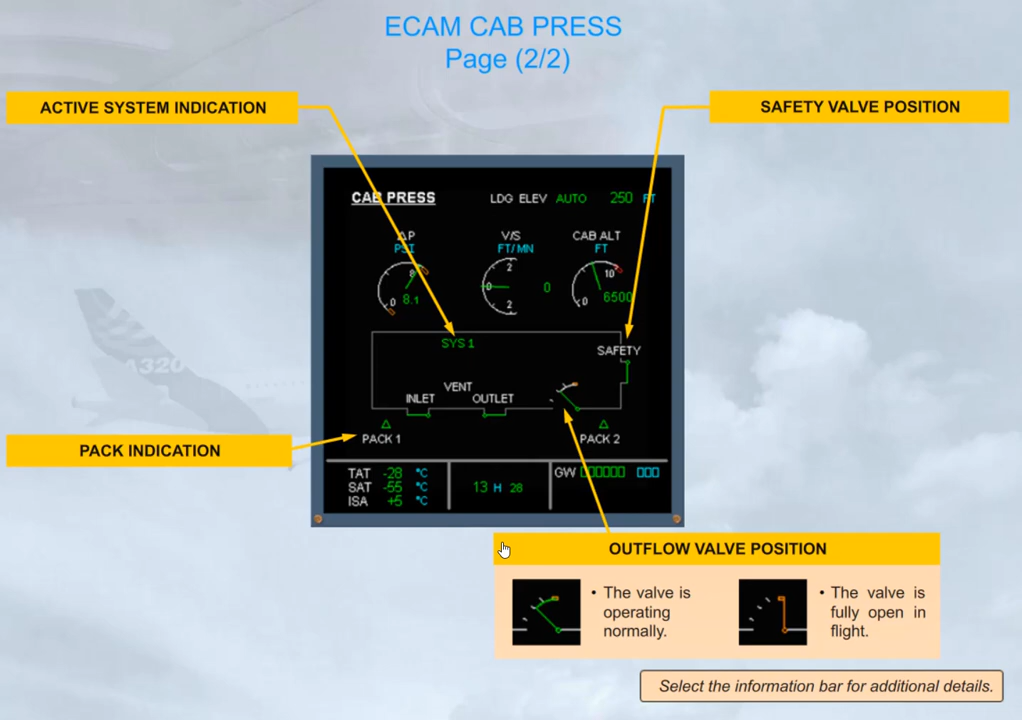 ECAM CAB PRESS
Page (2/2)
ACTIVE SYSTEM INDICATION
SAFETY VALVE POSITION
CAB PRESS
LDG ELEV AUTO 250 FT
ΔP
PSI
V/S
FT/MN
CAB ALT
FT
8
0
8.1
2
0
2
0
10
0
6500
SYS 1
SAFETY
VENT
INLET
OUTLET
A320
PACK 1
PACK 2
PACK INDICATION
TAT -28 °C
SAT -55 °C
ISA +5 °C
13 H 28
GW
OUTFLOW VALVE POSITION
• The valve is
operating
normally.
• The valve is
fully open in
flight.
Select the information bar for additional details.